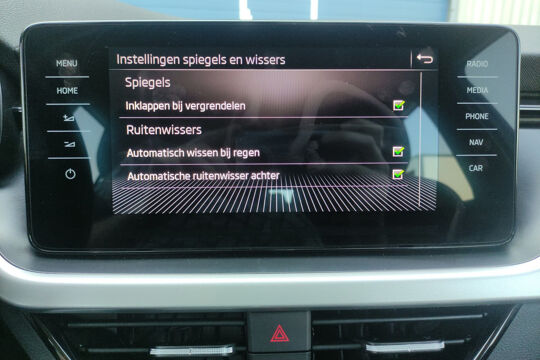 MENU
HOME
Instellingen spiegels en wissers
Spiegels
Inklappen bij vergrendelen
Ruitenwissers
Automatisch wissen bij regen
Automatische ruitenwisser achter
RADIO
MEDIA
PHONE
NAV
CAR